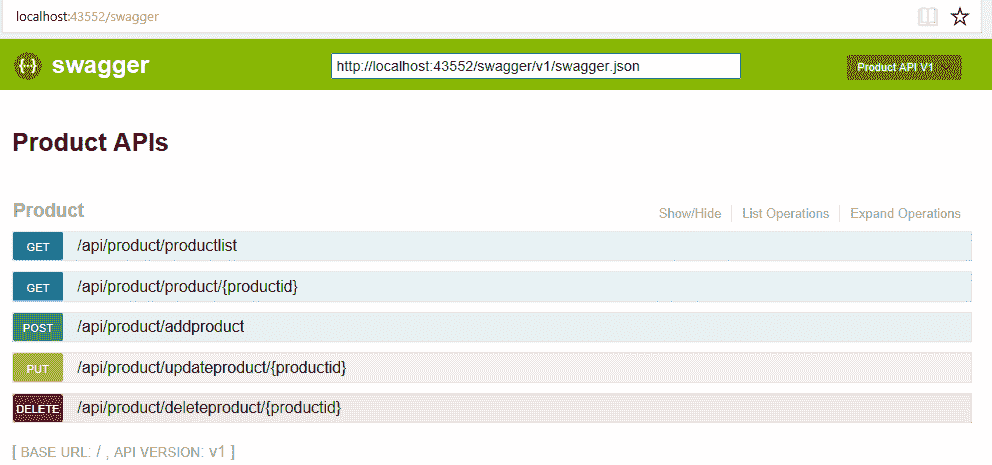 localhost:43552/swagger
{··} swagger http://localhost:43552/swagger/v1/swagger.json Product API V1
Product APIs
Product Show/Hide List Operations Expand Operations
GET /api/product/productlist
GET /api/product/product/{productid}
POST /api/product/addproduct
PUT /api/product/updateproduct/{productid}
DELETE /api/product/deleteproduct/{productid}
[ BASE URL: / , API VERSION: v1 ]